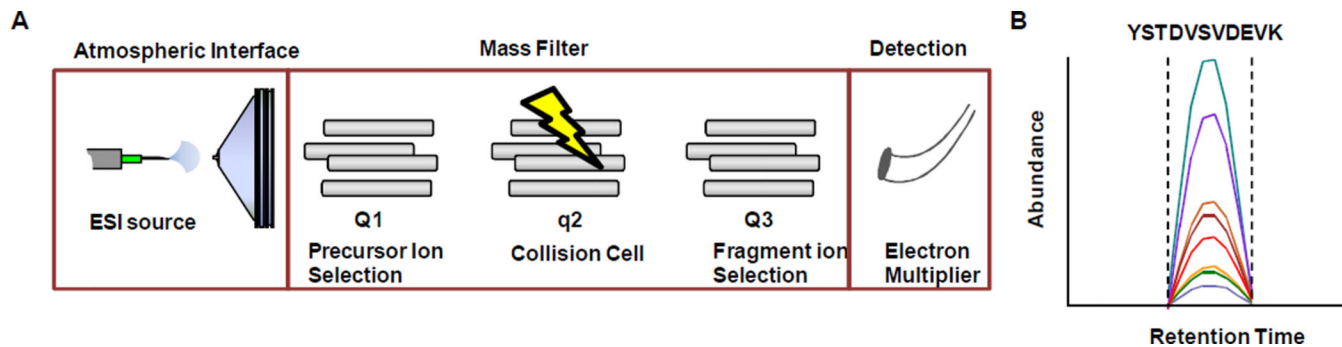 A
Atmospheric Interface
Mass Filter
Detection
ESI source
Q1
Precursor Ion
Selection
q2
Collision Cell
Q3
Fragment ion
Selection
Electron
Multiplier
B
YSTDVSVDEVK
Abundance
Retention Time